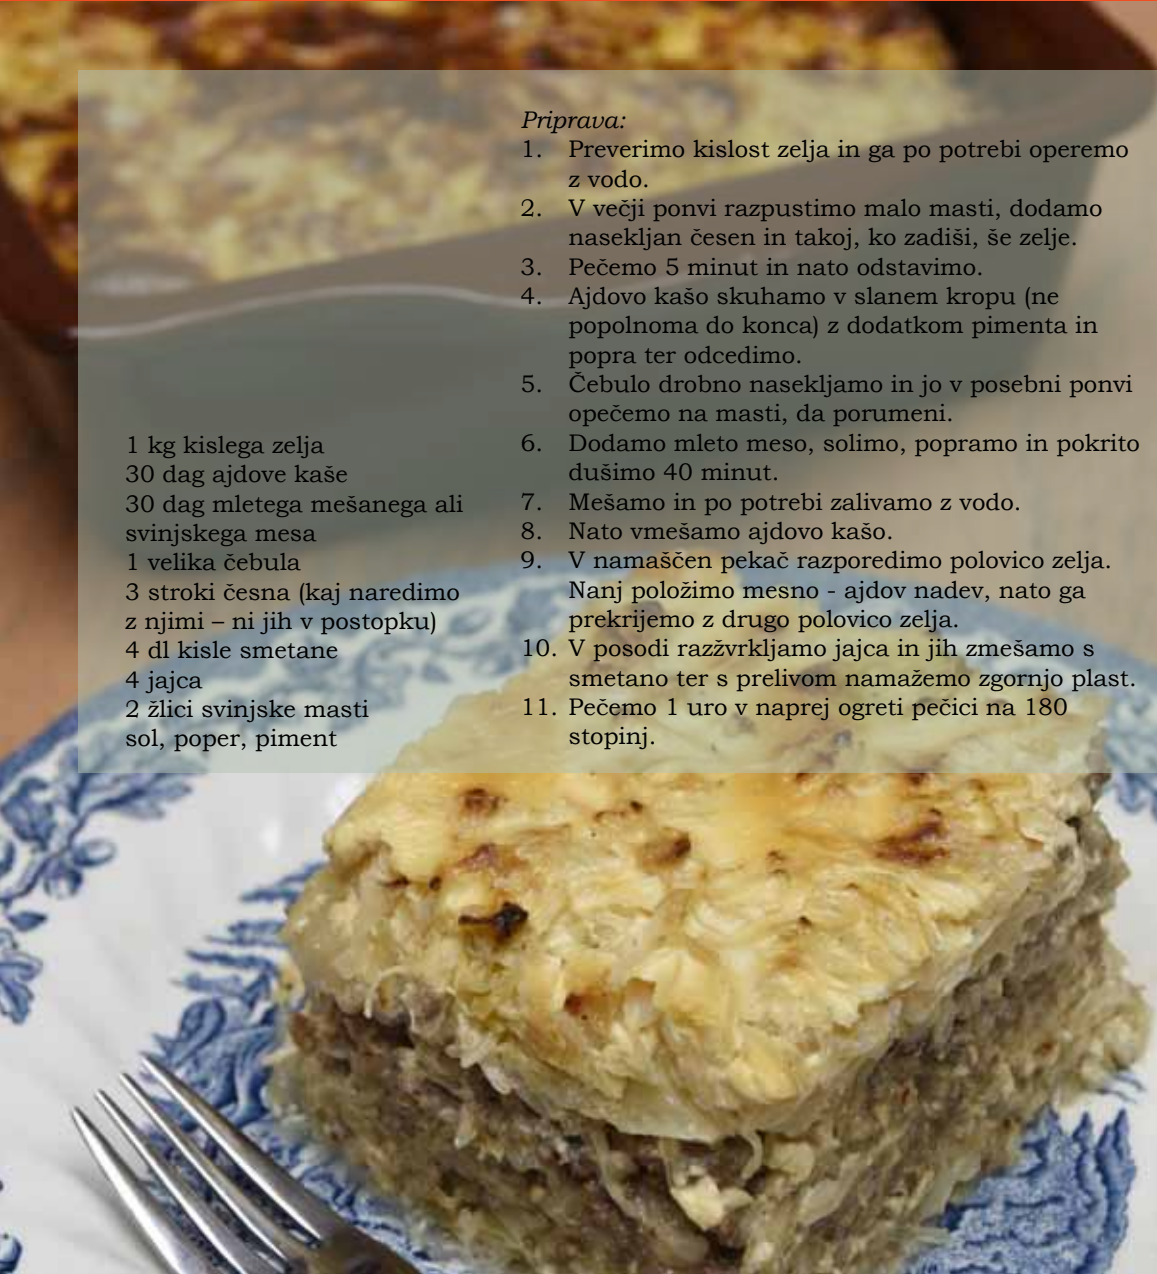 1 kg kislega zelja
30 dag ajdove kaše
30 dag mletega mešanega ali
svinjskega mesa
1 velika čebula
3 stroki česna (kaj naredimo
z njimi – ni jih v postopku)
4 dl kisle smetane
4 jajca
2 žlici svinjske masti
sol, poper, piment
Priprava:
1. Preverimo kislost zelja in ga po potrebi operemo
z vodo.
2. V večji ponvi razpustimo malo masti, dodamo
nasekljan česen in takoj, ko zadiši, še zelje.
3. Pečemo 5 minut in nato odstavimo.
4. Ajdovo kašo skuhamo v slanem kropu (ne
popolnoma do konca) z dodatkom pimenta in
popra ter odcedimo.
5. Čebulo drobno nasekljamo in jo v posebni ponvi
opečemo na masti, da porumeni.
6. Dodamo mleto meso, solimo, popramo in pokrito
dušimo 40 minut.
7. Mešamo in po potrebi zalivamo z vodo.
8. Nato vmešamo ajdovo kašo.
9. V namaščen pekač razporedimo polovico zelja.
Nanj položimo mesno - ajdov nadev, nato ga
prekrijemo z drugo polovico zelja.
10. V posodi razžvrkljamo jajca in jih zmešamo s
smetano ter s prelivom namažemo zgornjo plast.
11. Pečemo 1 uro v naprej ogreti pečici na 180
stopinj.